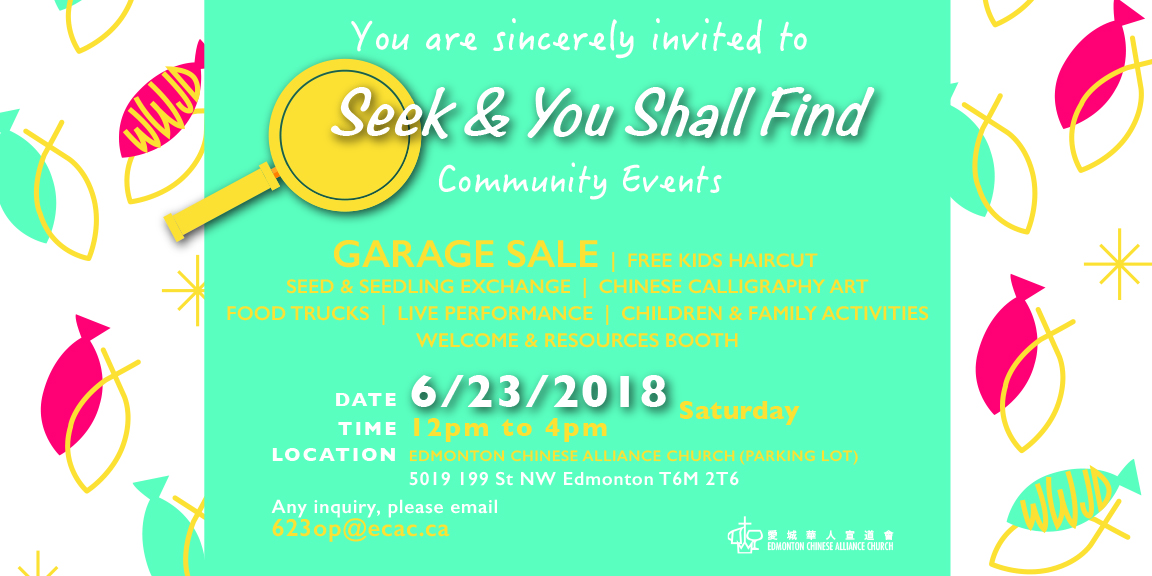 You are sincerely invited to
Seek & You Shall Find
Community Events
GARAGE SALE | FREE KIDS HAIRCUT
SEED & SEEDLING EXCHANGE | CHINESE CALLIGRAPHY ART
FOOD TRUCKS | LIVE PERFORMANCE | CHILDREN & FAMILY ACTIVITIES
WELCOME & RESOURCES BOOTH
DATE 6/23/2018 Saturday
TIME 12pm to 4pm
LOCATION EDMONTON CHINESE ALLIANCE CHURCH (PARKING LOT)
5019 199 St NW Edmonton T6M 2T6
Any inquiry, please email
623op@ecac.ca
愛城華人宣道會
EDMONTON CHINESE ALLIANCE CHURCH
WWJD
WWJD